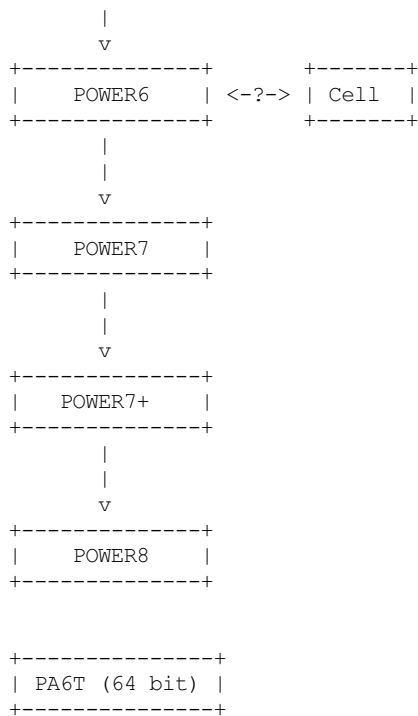 |
v
+--------------+      +-------+
|    POWER6    | <-?-> | Cell  |
+--------------+      +-------+
|
|
v
+--------------+
|    POWER7    |
+--------------+
|
|
v
+--------------+
|   POWER7+    |
+--------------+
|
|
v
+--------------+
|    POWER8    |
+--------------+
+---------------+
| PA6T (64 bit) |
+---------------+